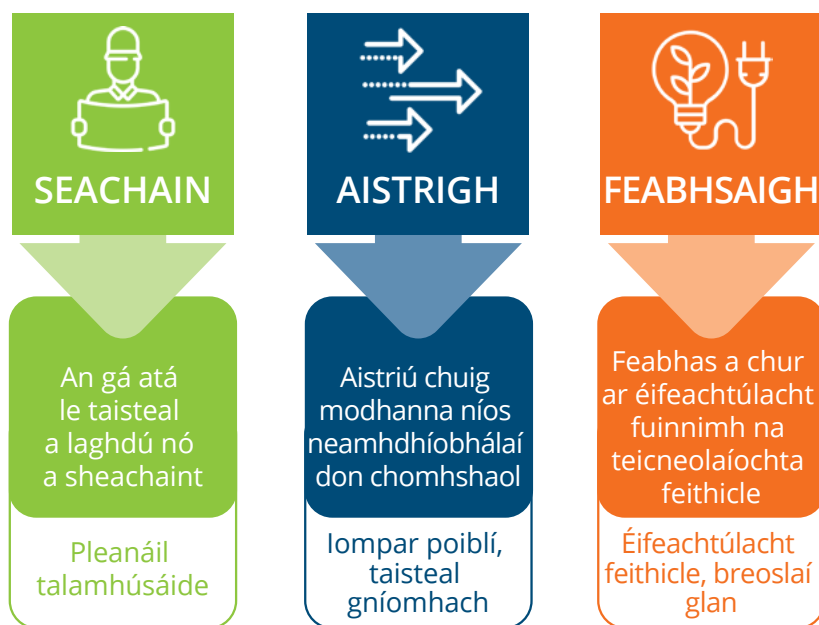 SEACHAIN
An gá atá
le taisteal
a laghdú nó
a sheachaint
Pleanáil
talamhúsáide
AISTRIGH
Aistriú chuig
modhanna níos
neamhdhíobhálaí
don chomhshaol
Iompar poiblí,
taisteal
gníomhach
FEABHSAIGH
Feabhas a chur
ar éifeachtúlacht
fuinnimh na
teicneolaíochta
feithicle
Éifeachtúlacht
feithicle, breoslaí
glan